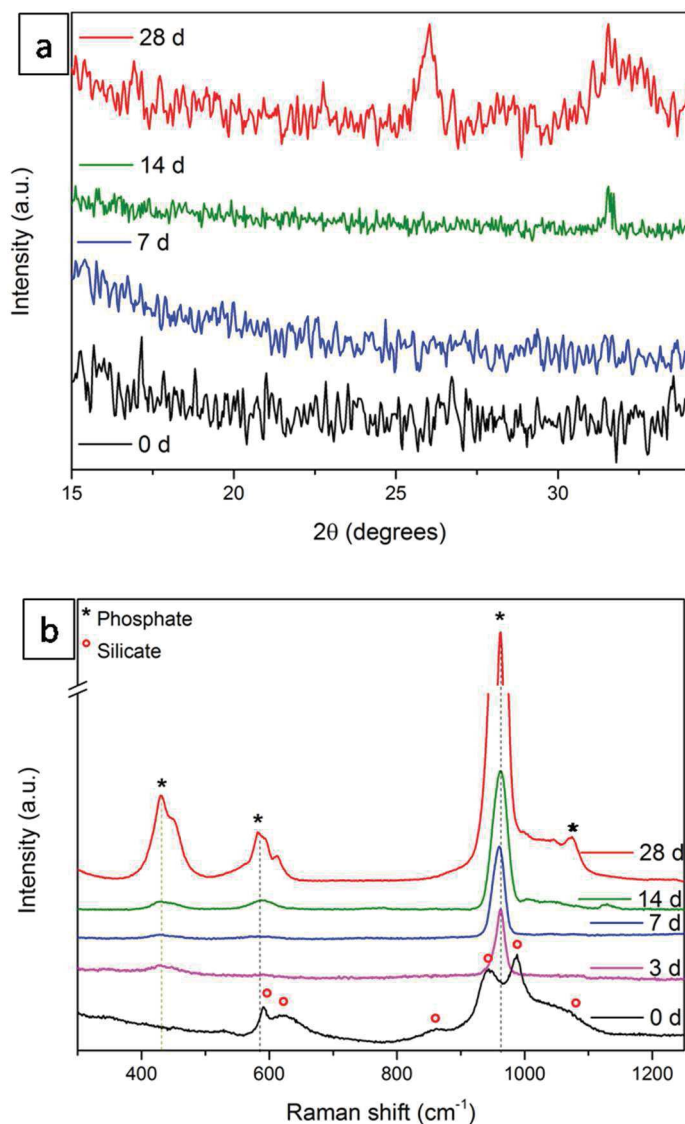 a
28 d
14 d
7 d
0 d
Intensity (a.u.)
15 20 25 30
2θ (degrees)
b
* Phosphate
° Silicate
28 d
14 d
7 d
3 d
0 d
Intensity (a.u.)
400 600 800 1000 1200
Raman shift (cm⁻¹)